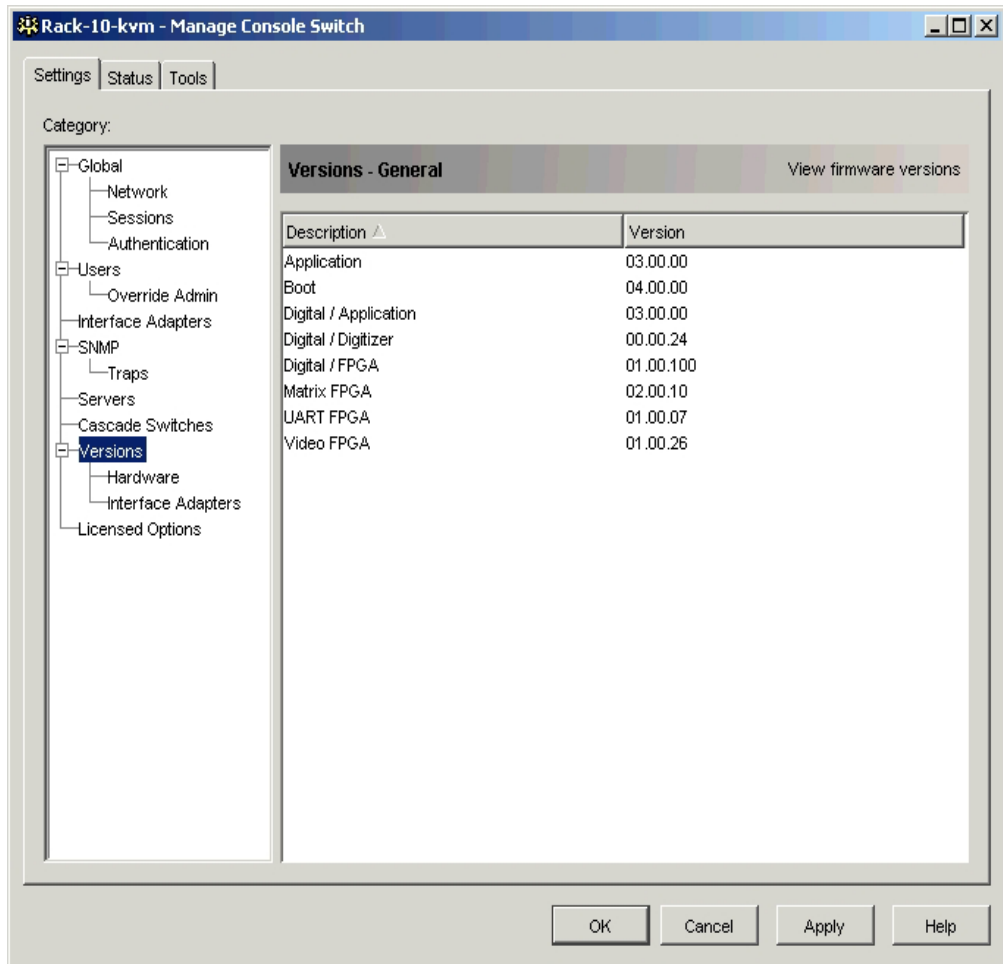 Rack-10-kvm - Manage Console Switch
Settings Status Tools
Category:
Global
Network
Sessions
Authentication
Users
Override Admin
Interface Adapters
SNMP
Traps
Servers
Cascade Switches
Versions
Hardware
Interface Adapters
Licensed Options
Versions - General View firmware versions
Description Version
Application 03.00.00
Boot 04.00.00
Digital / Application 03.00.00
Digital / Digitizer 00.00.24
Digital / FPGA 01.00.100
Matrix FPGA 02.00.10
UART FPGA 01.00.07
Video FPGA 01.00.26
OK Cancel Apply Help